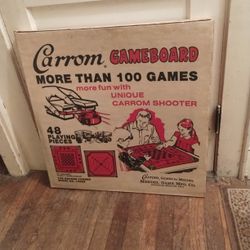 Carrom GAMEBOARD
MORE THAN 100 GAMES
more fun with
UNIQUE
CARROM SHOOTER
48
PLAYING
PIECES